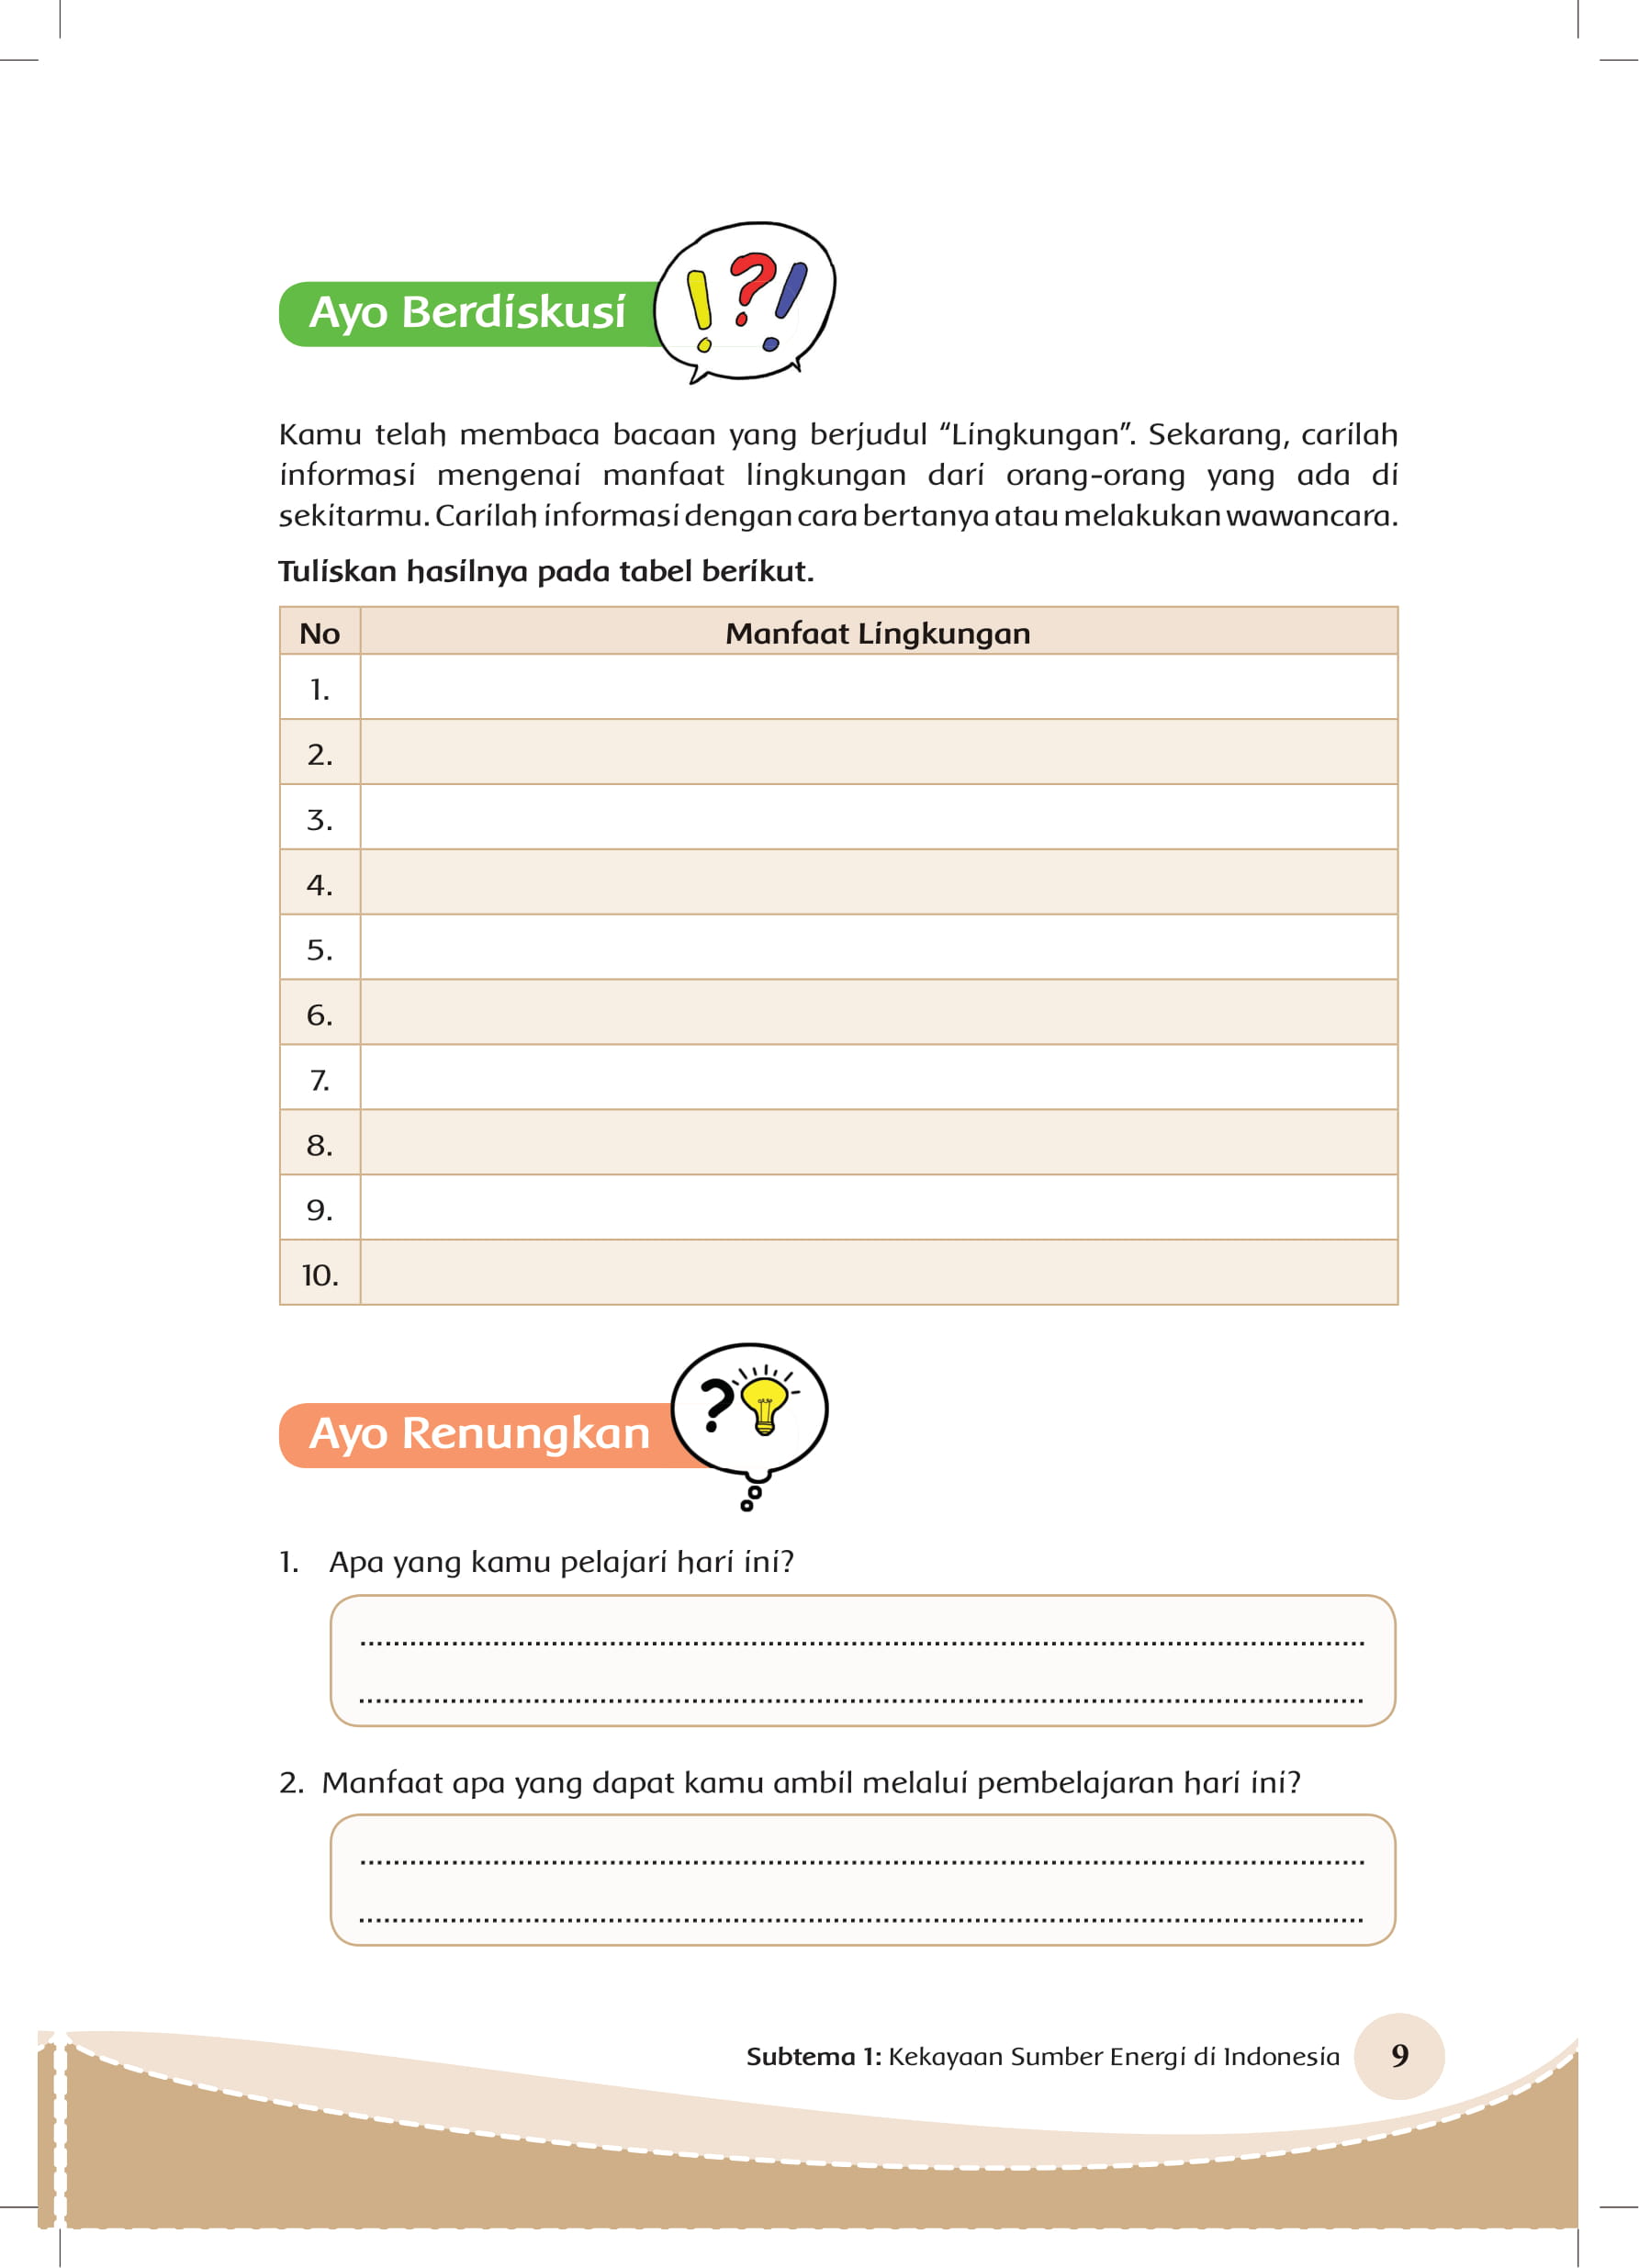 Ayo Berdiskusi
Kamu telah membaca bacaan yang berjudul “Lingkungan”. Sekarang, carilah
informasi mengenai manfaat lingkungan dari orang-orang yang ada di
sekitarmu. Carilah informasi dengan cara bertanya atau melakukan wawancara.
Tuliskan hasilnya pada tabel berikut.
No Manfaat Lingkungan
1.
2.
3.
4.
5.
6.
7.
8.
9.
10.
Ayo Renungkan
1. Apa yang kamu pelajari hari ini?
2. Manfaat apa yang dapat kamu ambil melalui pembelajaran hari ini?
Subtema 1: Kekayaan Sumber Energi di Indonesia 9